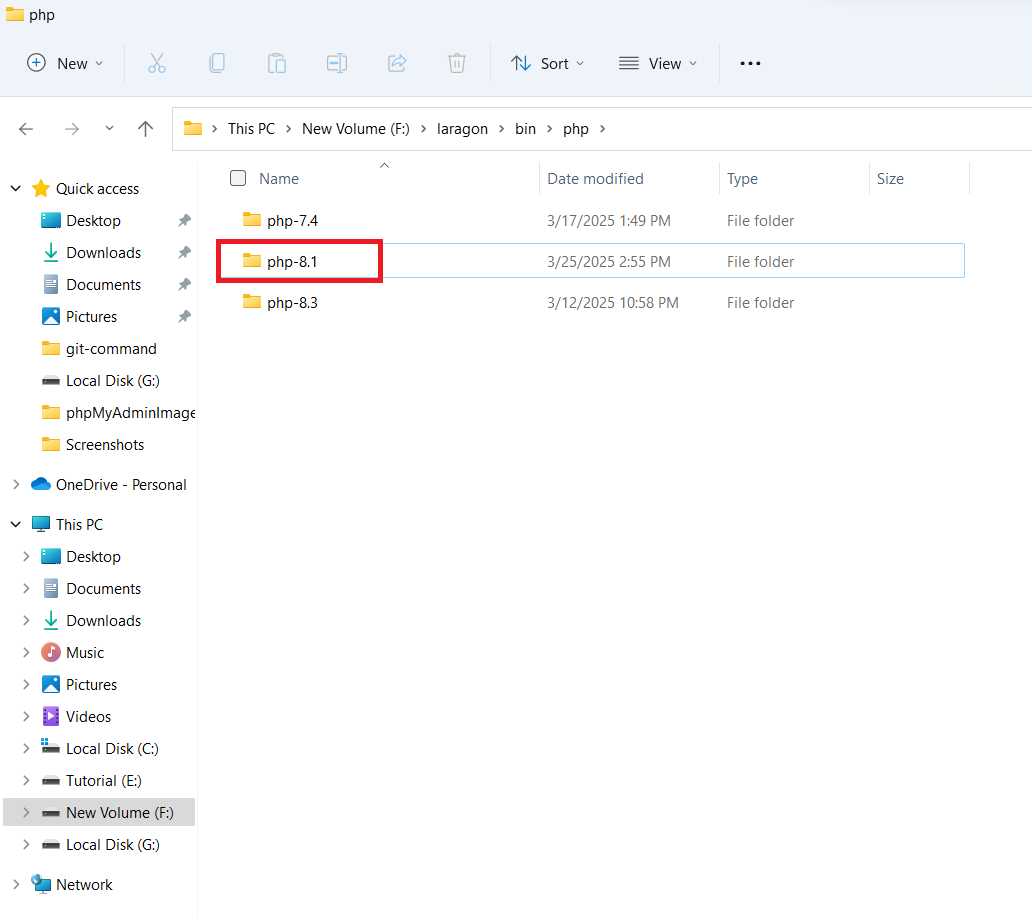 php
New Sort View
This PC New Volume (F:) laragon bin php
Name Date modified Type Size
php-7.4 3/17/2025 1:49 PM File folder
php-8.1 3/25/2025 2:55 PM File folder
php-8.3 3/12/2025 10:58 PM File folder
Quick access
Desktop
Downloads
Documents
Pictures
git-command
Local Disk (G:)
phpMyAdminImage
Screenshots
OneDrive - Personal
This PC
Desktop
Documents
Downloads
Music
Pictures
Videos
Local Disk (C:)
Tutorial (E:)
New Volume (F:)
Local Disk (G:)
Network